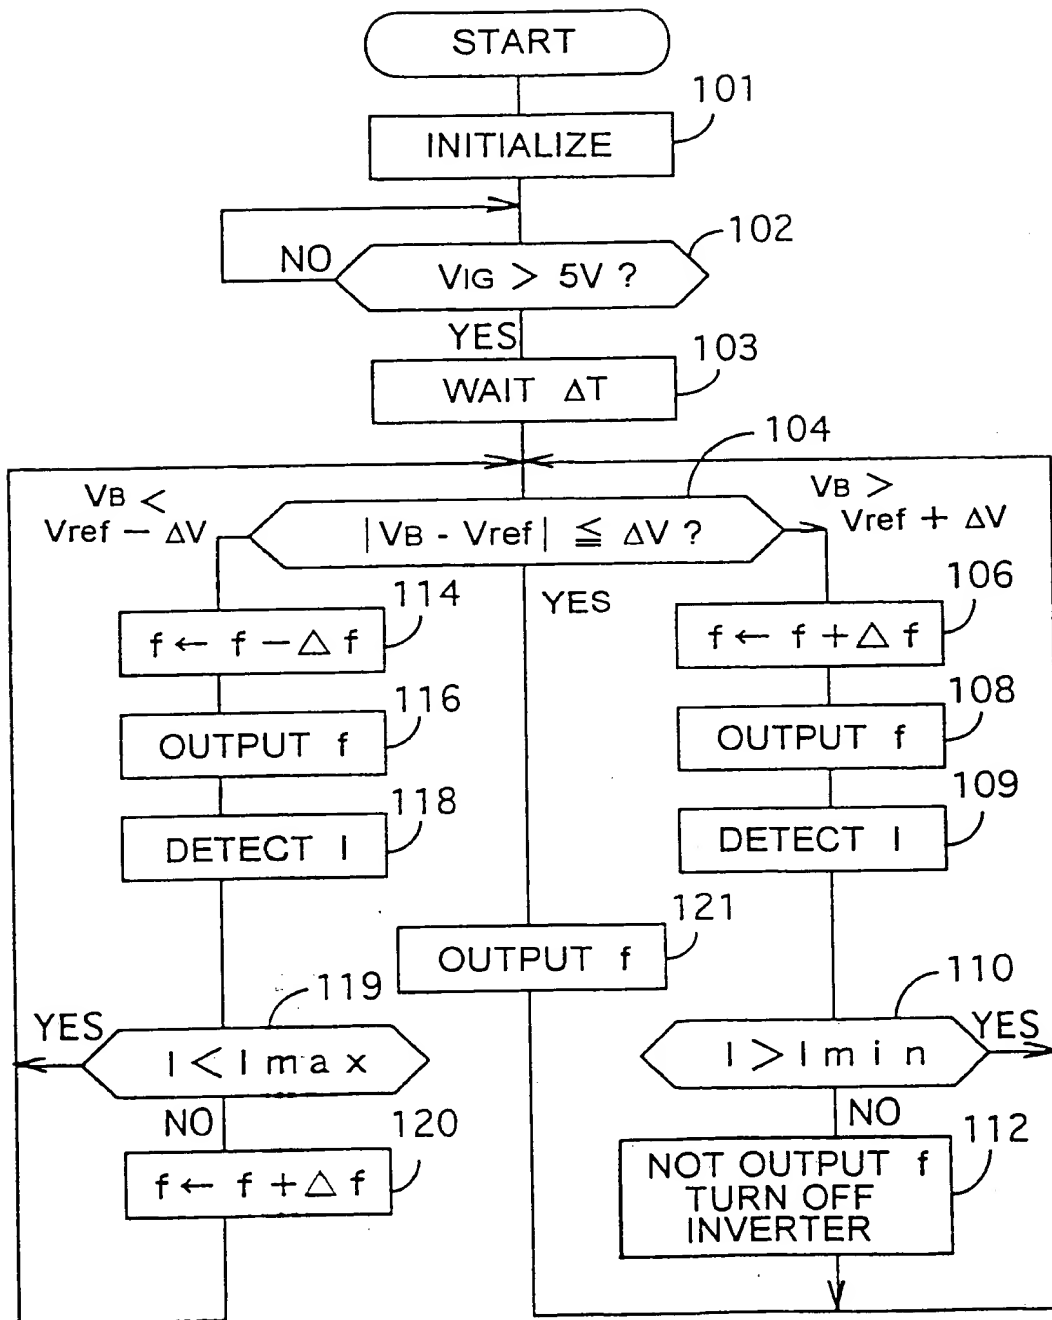 START
101
INITIALIZE
102
NO
VIG > 5V ?
YES
103
WAIT ΔT
104
VB <
Vref − ΔV
|VB - Vref| ≦ ΔV ?
VB >
Vref + ΔV
YES
114
f ← f − △ f
106
f ← f + △ f
116
OUTPUT f
108
OUTPUT f
118
DETECT I
109
DETECT I
121
OUTPUT f
119
YES
I < I max
110
YES
I > I min
NO
120
f ← f + △ f
NO
112
NOT OUTPUT f
TURN OFF
INVERTER